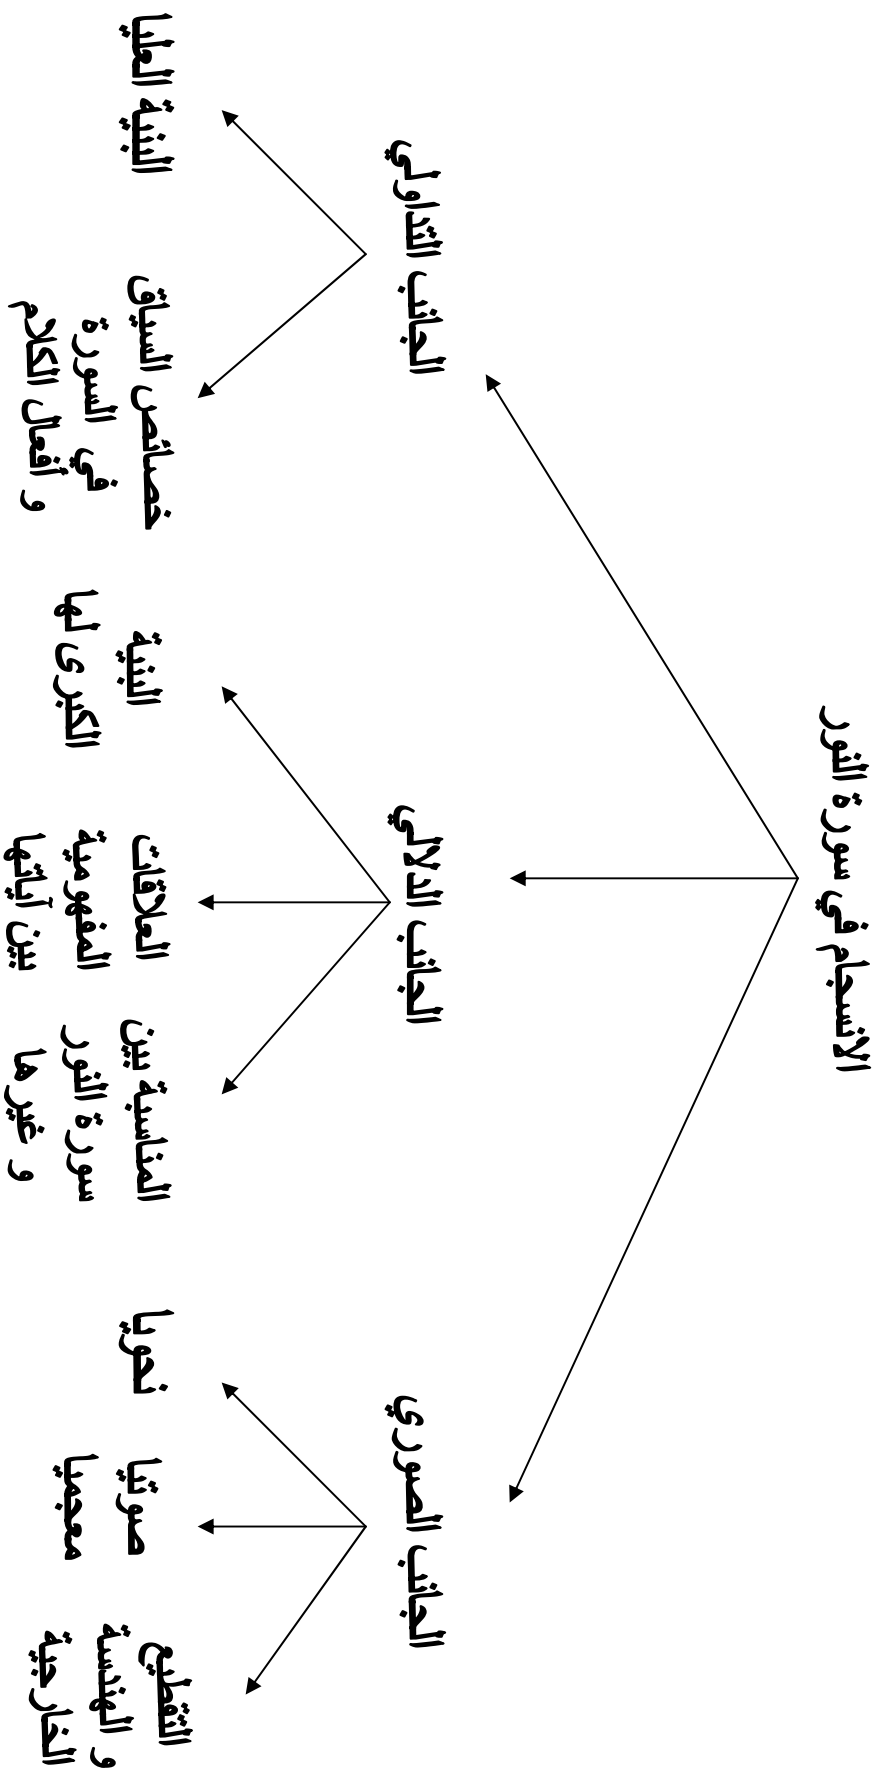 الانسجام في سورة النور
الجانب الصوري
الجانب الدلالي
الجانب التداولي
التقطيع
و الهندسة
الخارجية
صوتيا
معجميا
نحويا
المناسبة بين
سورة النور
و غيرها
العلاقات
المفهومية
بين آياتها
البنية
الكبرى لها
خصائص السياق
في السورة
و أفعال الكلام
البنية العليا